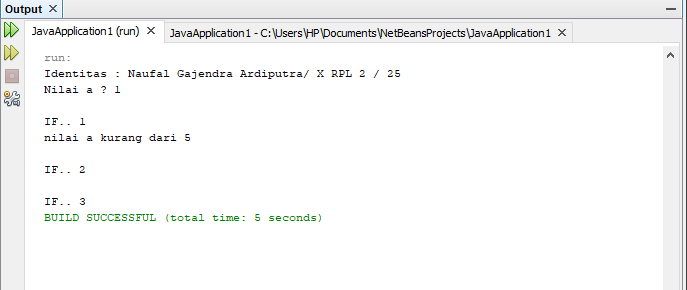 Output
JavaApplication1 (run)
JavaApplication1 - C:\Users\HP\Documents\NetBeansProjects\JavaApplication1
run:
Identitas : Naufal Gajendra Ardiputra/ X RPL 2 / 25
Nilai a ? 1
IF.. 1
nilai a kurang dari 5
IF.. 2
IF.. 3
BUILD SUCCESSFUL (total time: 5 seconds)